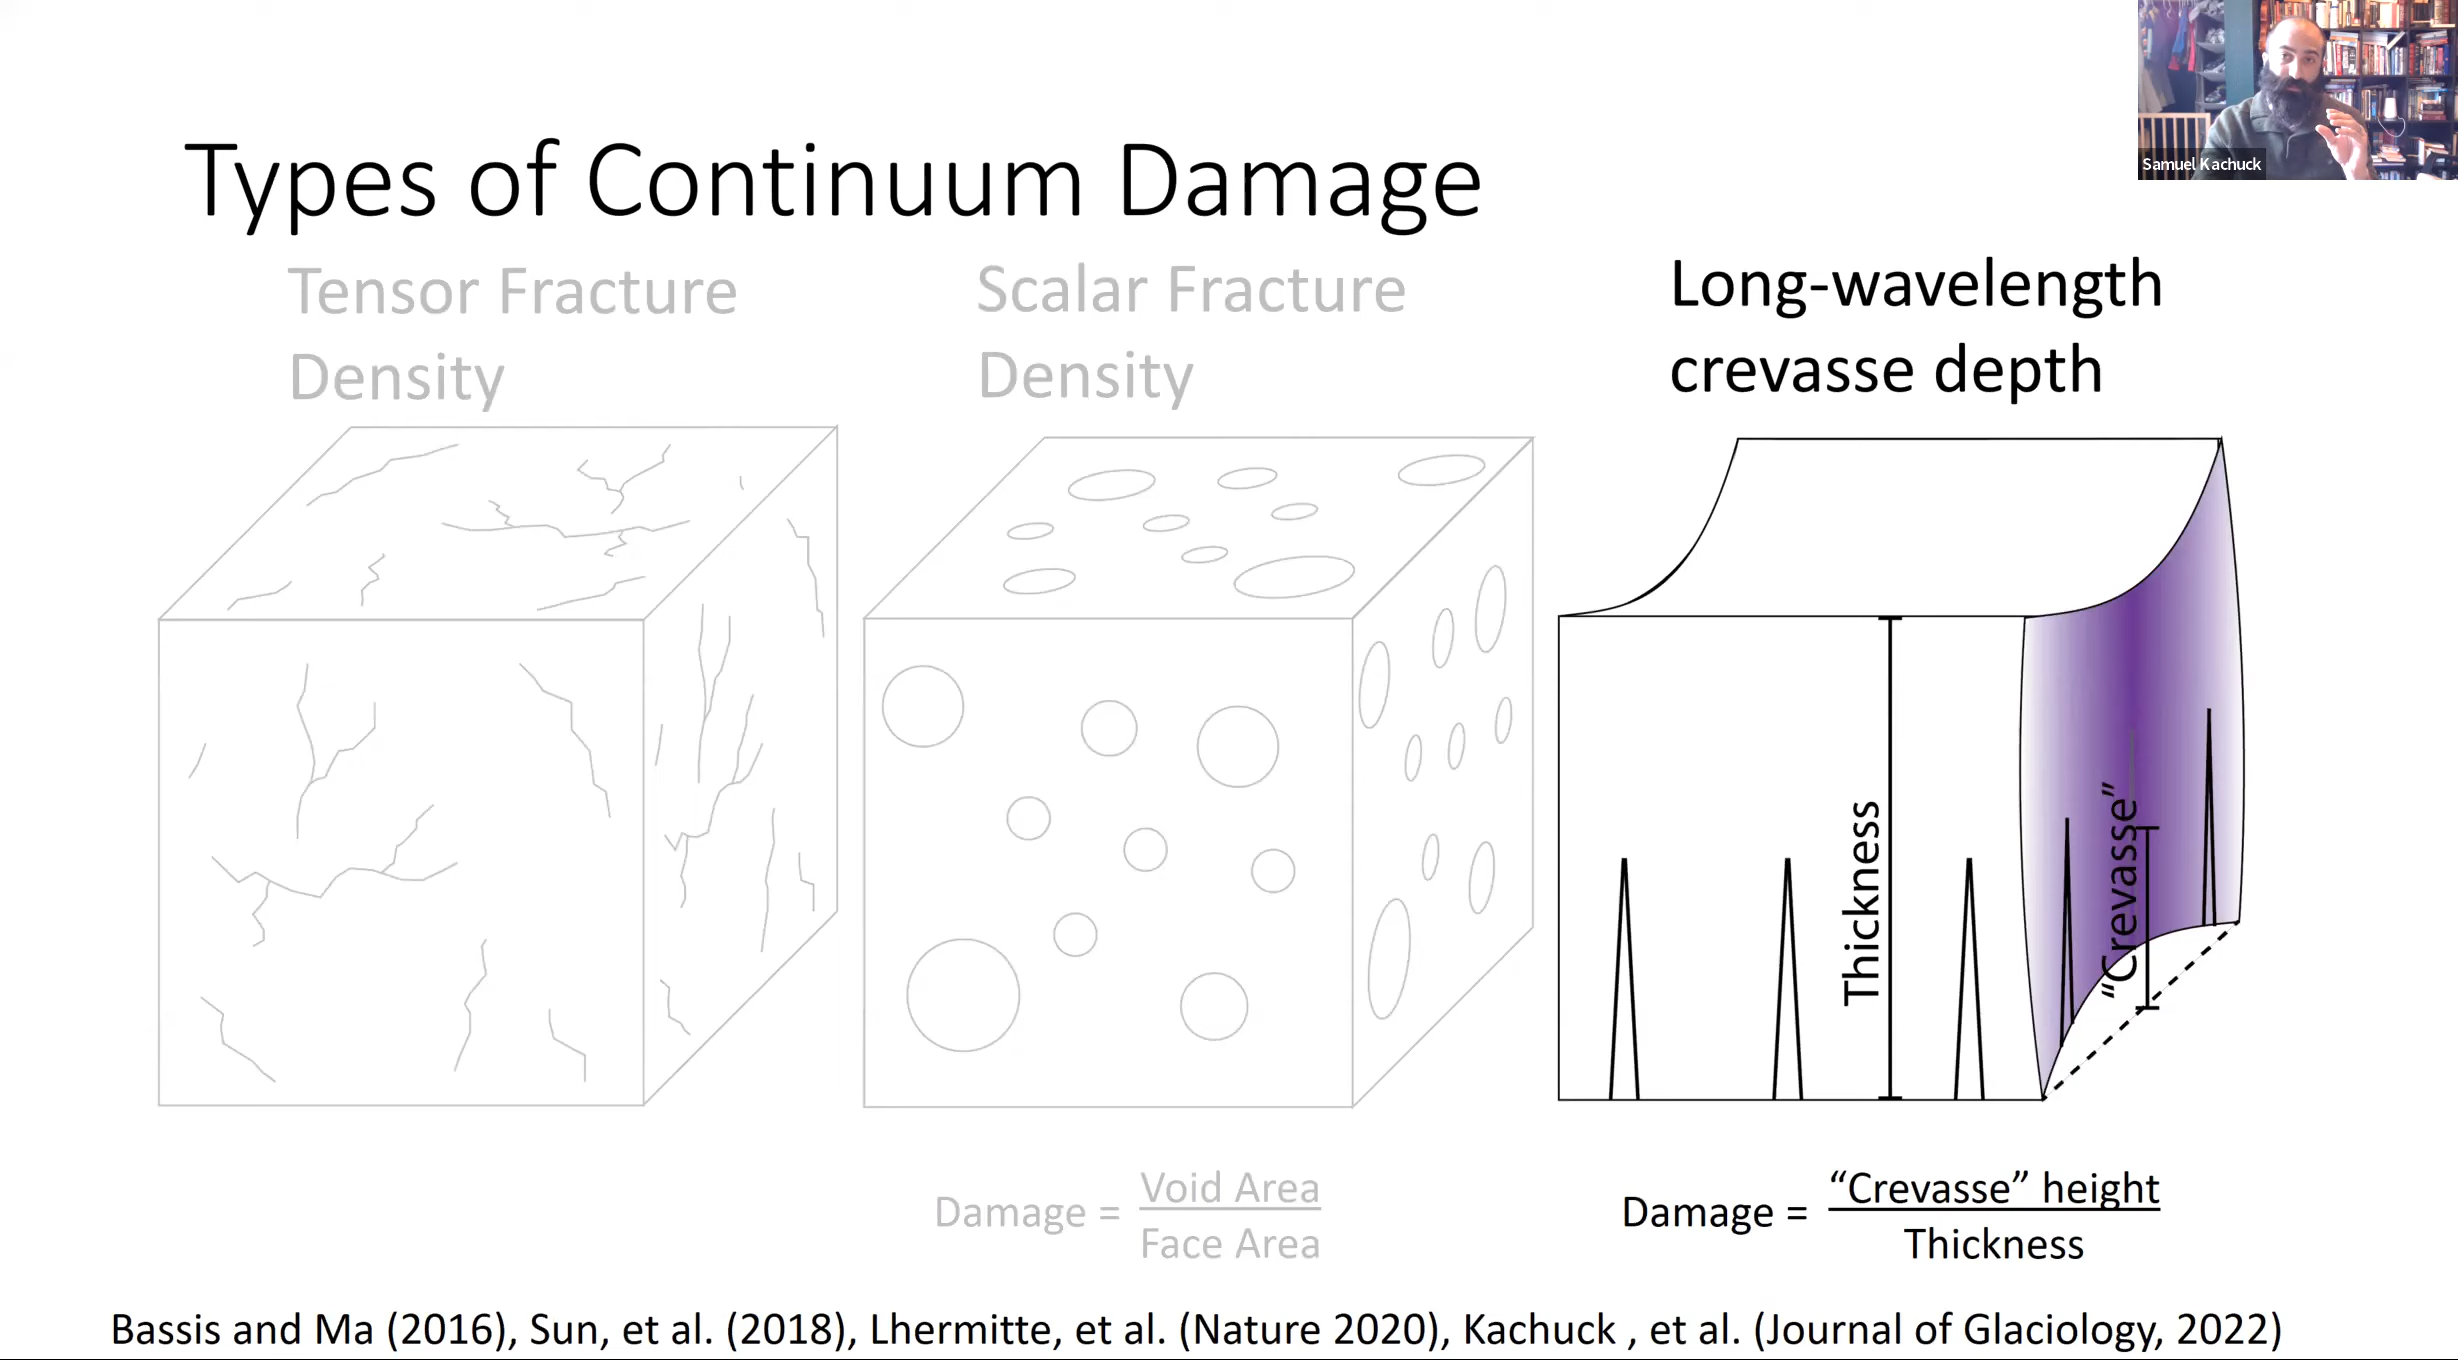 Samuel Kachuck
Types of Continuum Damage
Tensor Fracture
Density
Scalar Fracture
Density
Long-wavelength
crevasse depth
Thickness
“Crevasse”
Damage = Void Area
Face Area
Damage = “Crevasse” height
Thickness
Bassis and Ma (2016), Sun, et al. (2018), Lhermitte, et al. (Nature 2020), Kachuck , et al. (Journal of Glaciology, 2022)